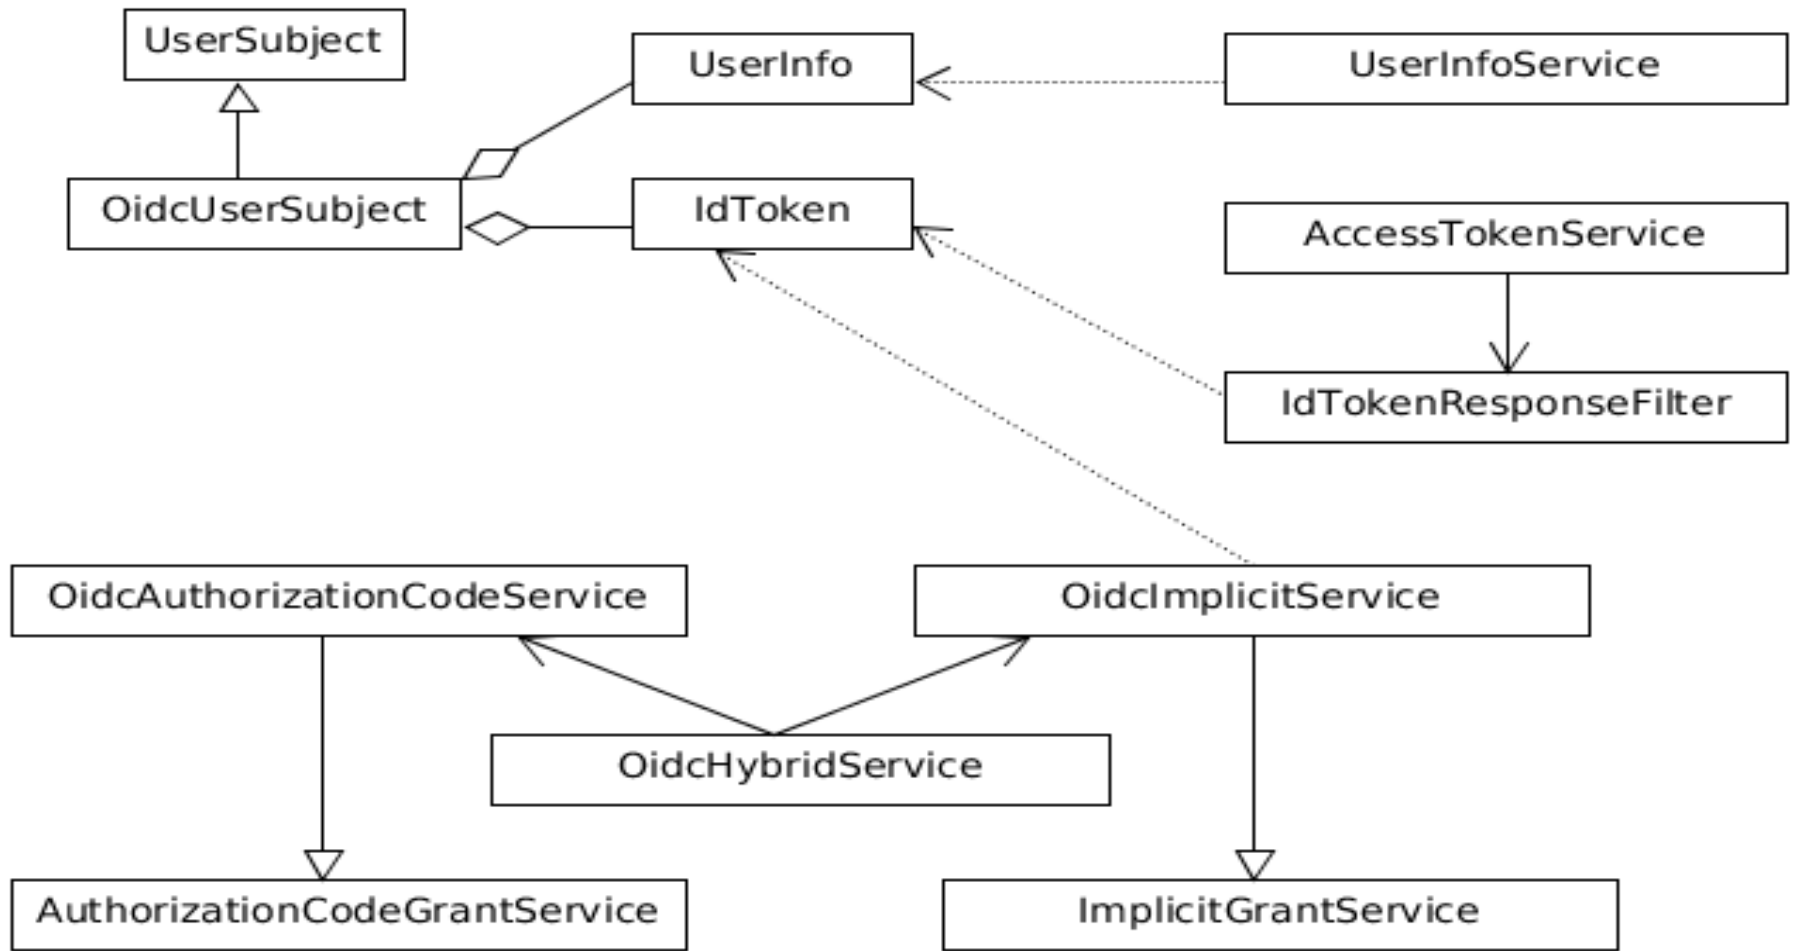 UserSubject
UserInfo
UserInfoService
OidcUserSubject
IdToken
AccessTokenService
IdTokenResponseFilter
OidcAuthorizationCodeService
OidcImplicitService
OidcHybridService
AuthorizationCodeGrantService
ImplicitGrantService